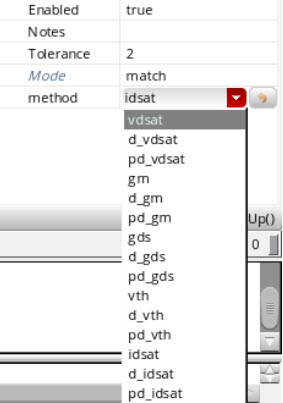 Enabled true
Notes
Tolerance 2
Mode match
method idsat
vdsat
d_vdsat
pd_vdsat
gm
d_gm
pd_gm
Up()
gds
0
d_gds
pd_gds
vth
d_vth
pd_vth
idsat
d_idsat
pd_idsat